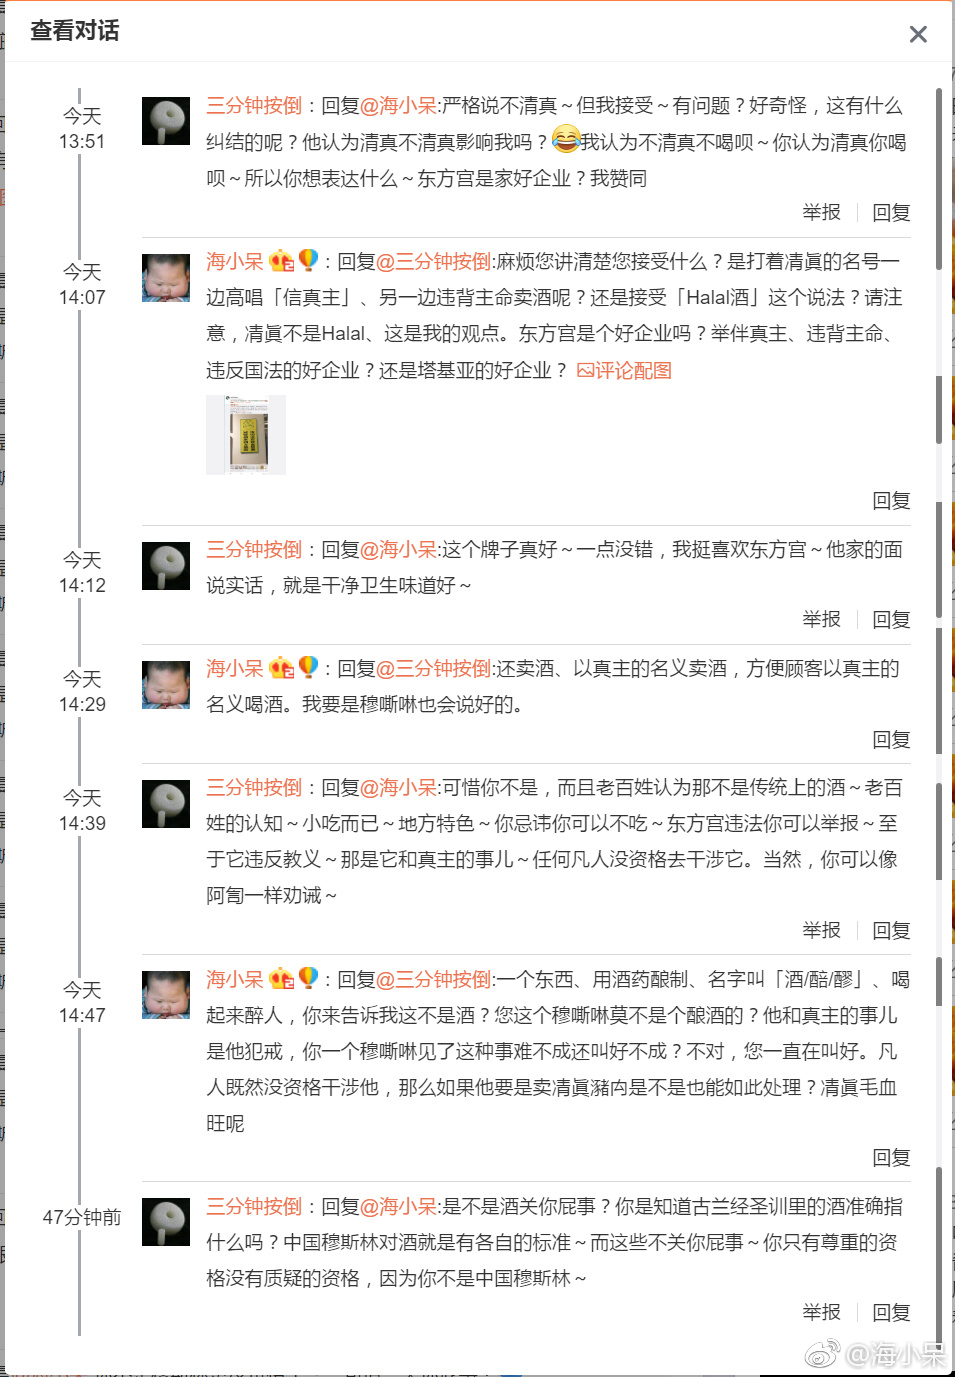 查看对话
今天
13:51
三分钟按倒：回复@海小呆:严格说不清真～但我接受～有问题？好奇怪，这有什么
纠结的呢？他认为清真不清真影响我吗？😂我认为不清真不喝呗～你认为清真你喝
呗～所以你想表达什么～东方宫是家好企业？我赞同
举报 回复
今天
14:07
海小呆：回复@三分钟按倒:麻烦您讲清楚您接受什么？是打着凊眞的名号一
边高唱「信真主」、另一边违背主命卖酒呢？还是接受「Halal酒」这个说法？请注
意，凊眞不是Halal、这是我的观点。东方宫是个好企业吗？举伴真主、违背主命、
违反国法的好企业？还是塔基亚的好企业？ 评论配图
回复
今天
14:12
三分钟按倒：回复@海小呆:这个牌子真好～一点没错，我挺喜欢东方宫～他家的面
说实话，就是干净卫生味道好～
举报 回复
今天
14:29
海小呆：回复@三分钟按倒:还卖酒、以真主的名义卖酒，方便顾客以真主的
名义喝酒。我要是穆嘶啉也会说好的。
回复
今天
14:39
三分钟按倒：回复@海小呆:可惜你不是，而且老百姓认为那不是传统上的酒～老百
姓的认知～小吃而已～地方特色～你忌讳你可以不吃～东方宫违法你可以举报～至
于它违反教义～那是它和真主的事儿～任何凡人没资格去干涉它。当然，你可以像
阿訇一样劝诫～
举报 回复
今天
14:47
海小呆：回复@三分钟按倒:一个东西、用酒药酿制、名字叫「酒/醅/醪」、喝
起来醉人，你来告诉我这不是酒？您这个穆嘶啉莫不是个酿酒的？他和真主的事儿
是他犯戒，你一个穆嘶啉见了这种事难不成还叫好不成？不对，您一直在叫好。凡
人既然没资格干涉他，那么如果他要是卖凊眞豬禸是不是也能如此处理？凊眞毛血
旺呢
回复
47分钟前
三分钟按倒：回复@海小呆:是不是酒关你屁事？你是知道古兰经圣训里的酒准确指
什么吗？中国穆斯林对酒就是有各自的标准～而这些不关你屁事～你只有尊重的资
格没有质疑的资格，因为你不是中国穆斯林～
举报 回复
@海小呆